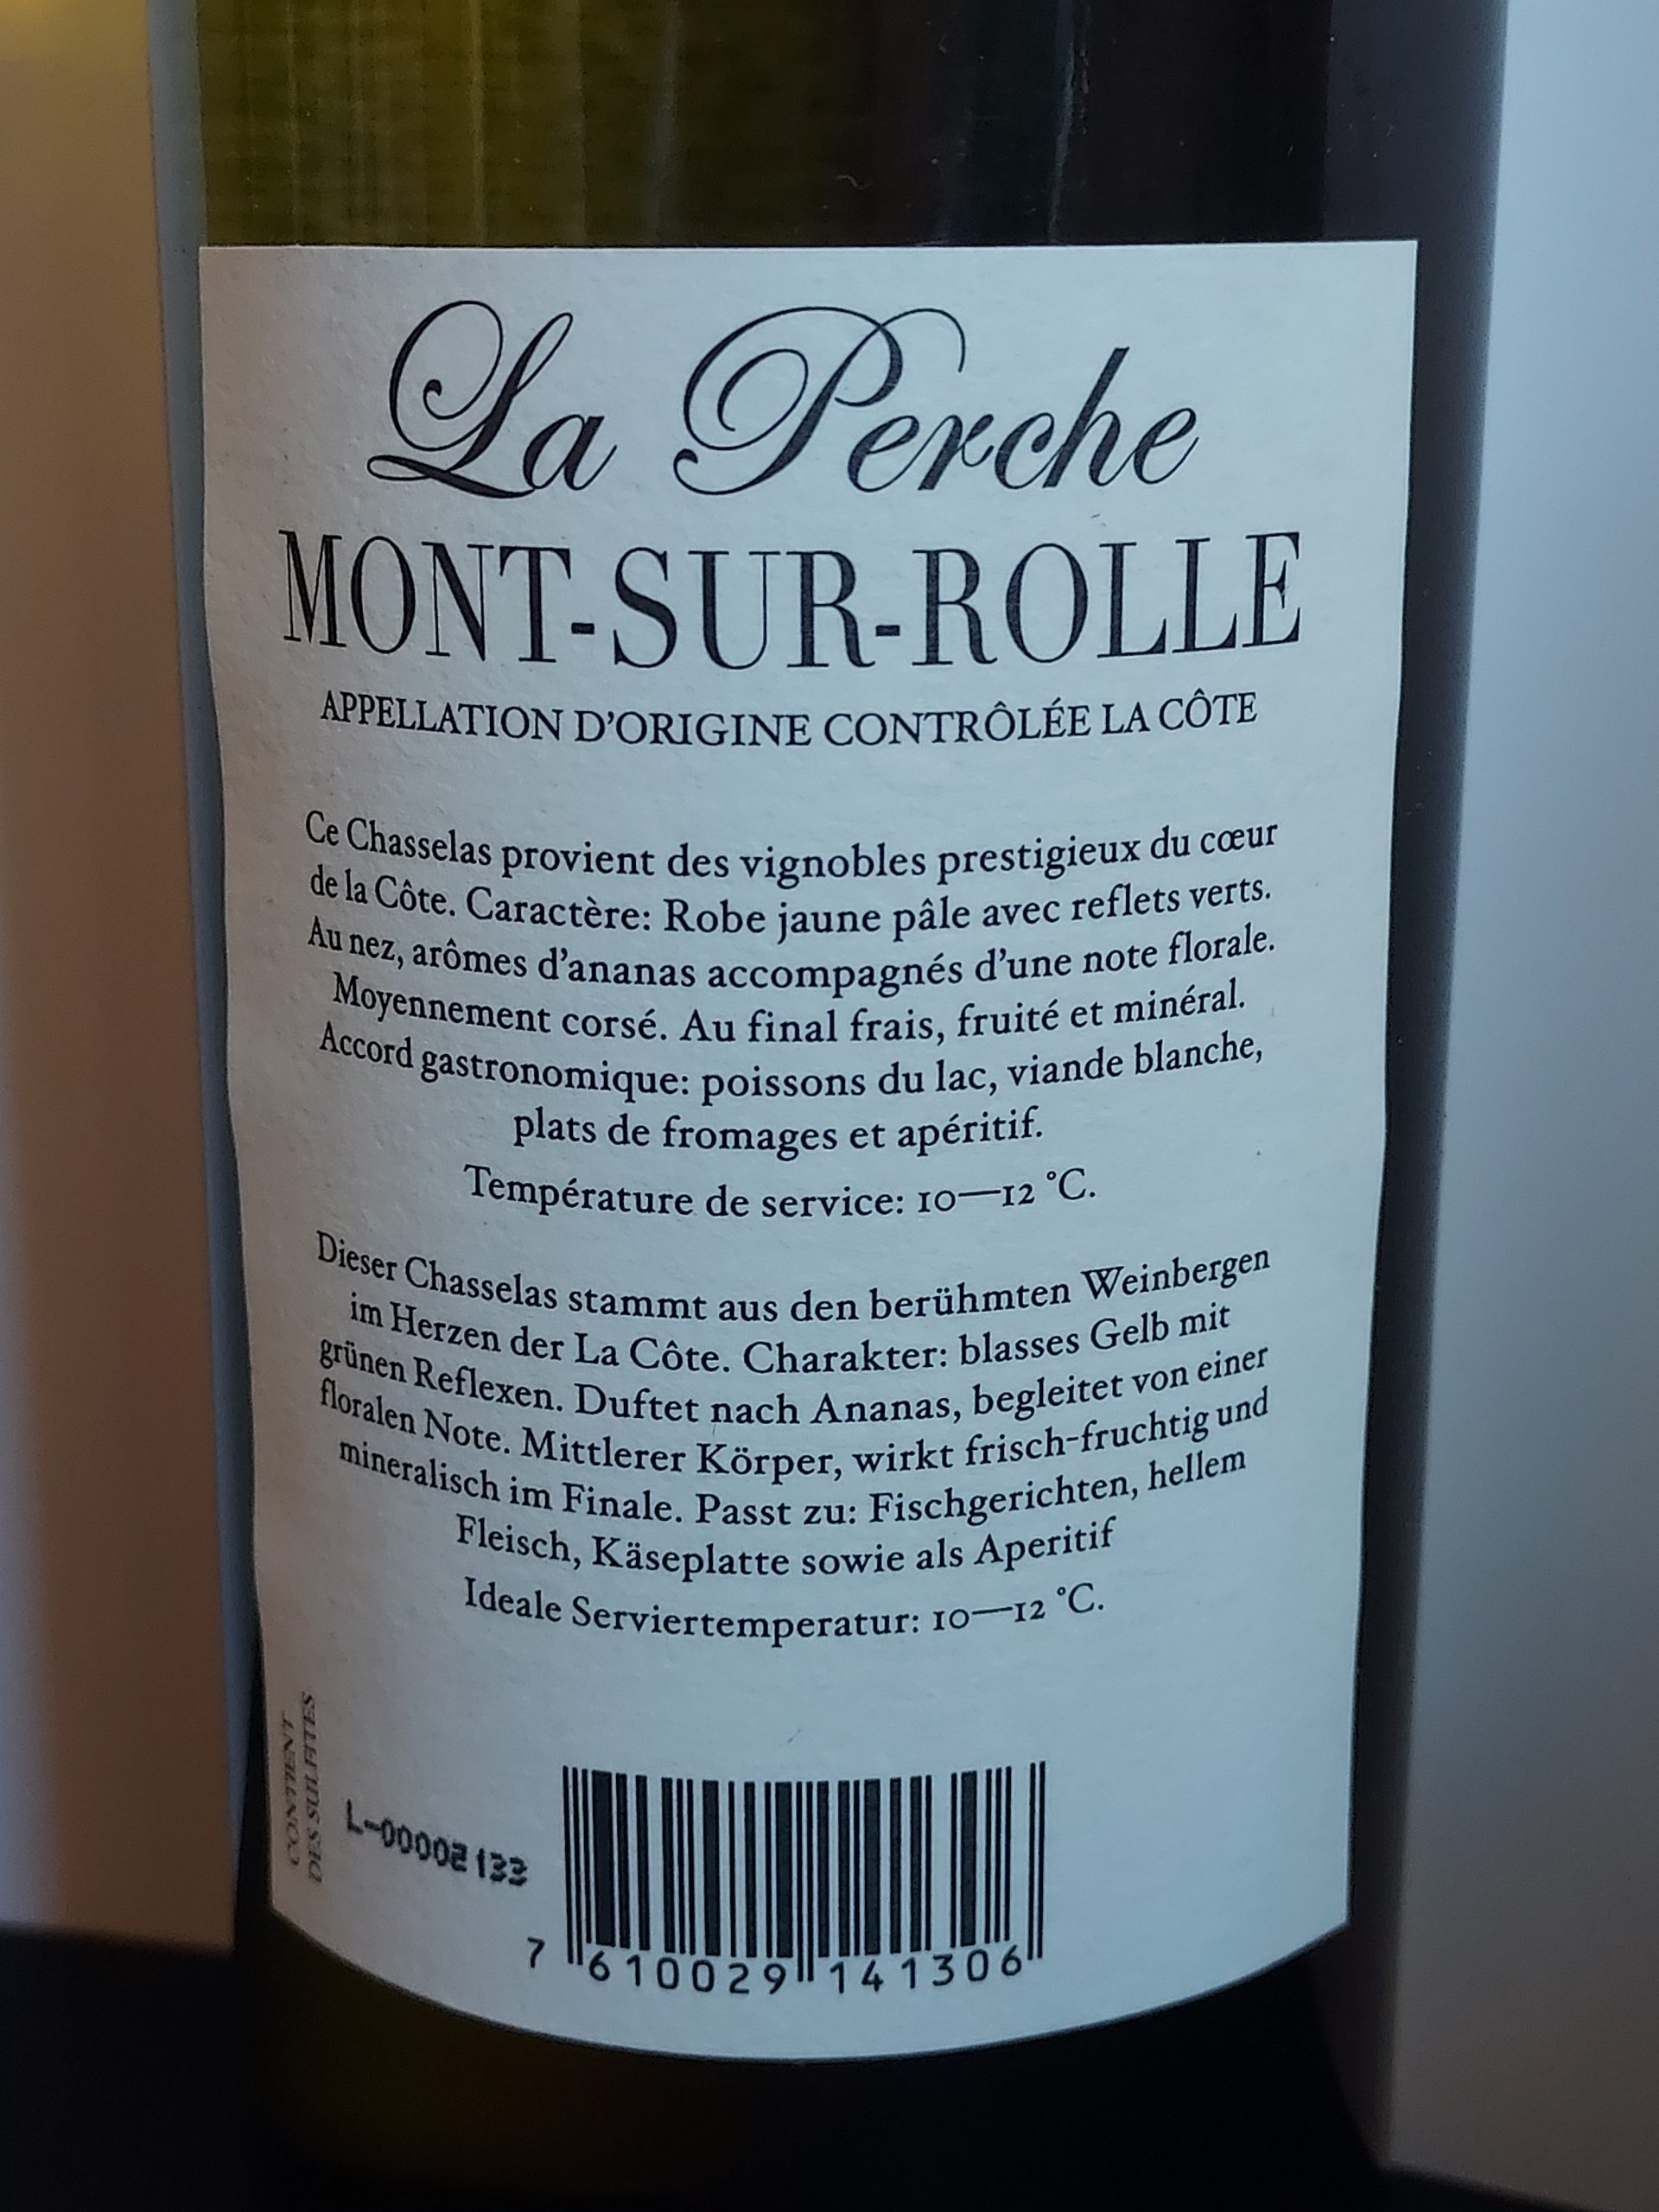 La Perche
MONT-SUR-ROLLE
APPELLATION D'ORIGINE CONTRÔLÉE LA CÔTE
Ce Chasselas provient des vignobles prestigieux du cœur
de la Côte. Caractère: Robe jaune pâle avec reflets verts.
Au nez, arômes d'ananas accompagnés d'une note florale.
Moyennement corsé. Au final frais, fruité et minéral.
Accord gastronomique: poissons du lac, viande blanche,
plats de fromages et apéritif.
Température de service: 10—12 °C.
Dieser Chasselas stammt aus den berühmten Weinbergen
im Herzen der La Côte. Charakter: blasses Gelb mit
grünen Reflexen. Duftet nach Ananas, begleitet von einer
floralen Note. Mittlerer Körper, wirkt frisch-fruchtig und
mineralisch im Finale. Passt zu: Fischgerichten, hellem
Fleisch, Käseplatte sowie als Aperitif
Ideale Serviertemperatur: 10—12 °C.
CONTIENT
DES SULFITES
L-00002133
7 610029 141306